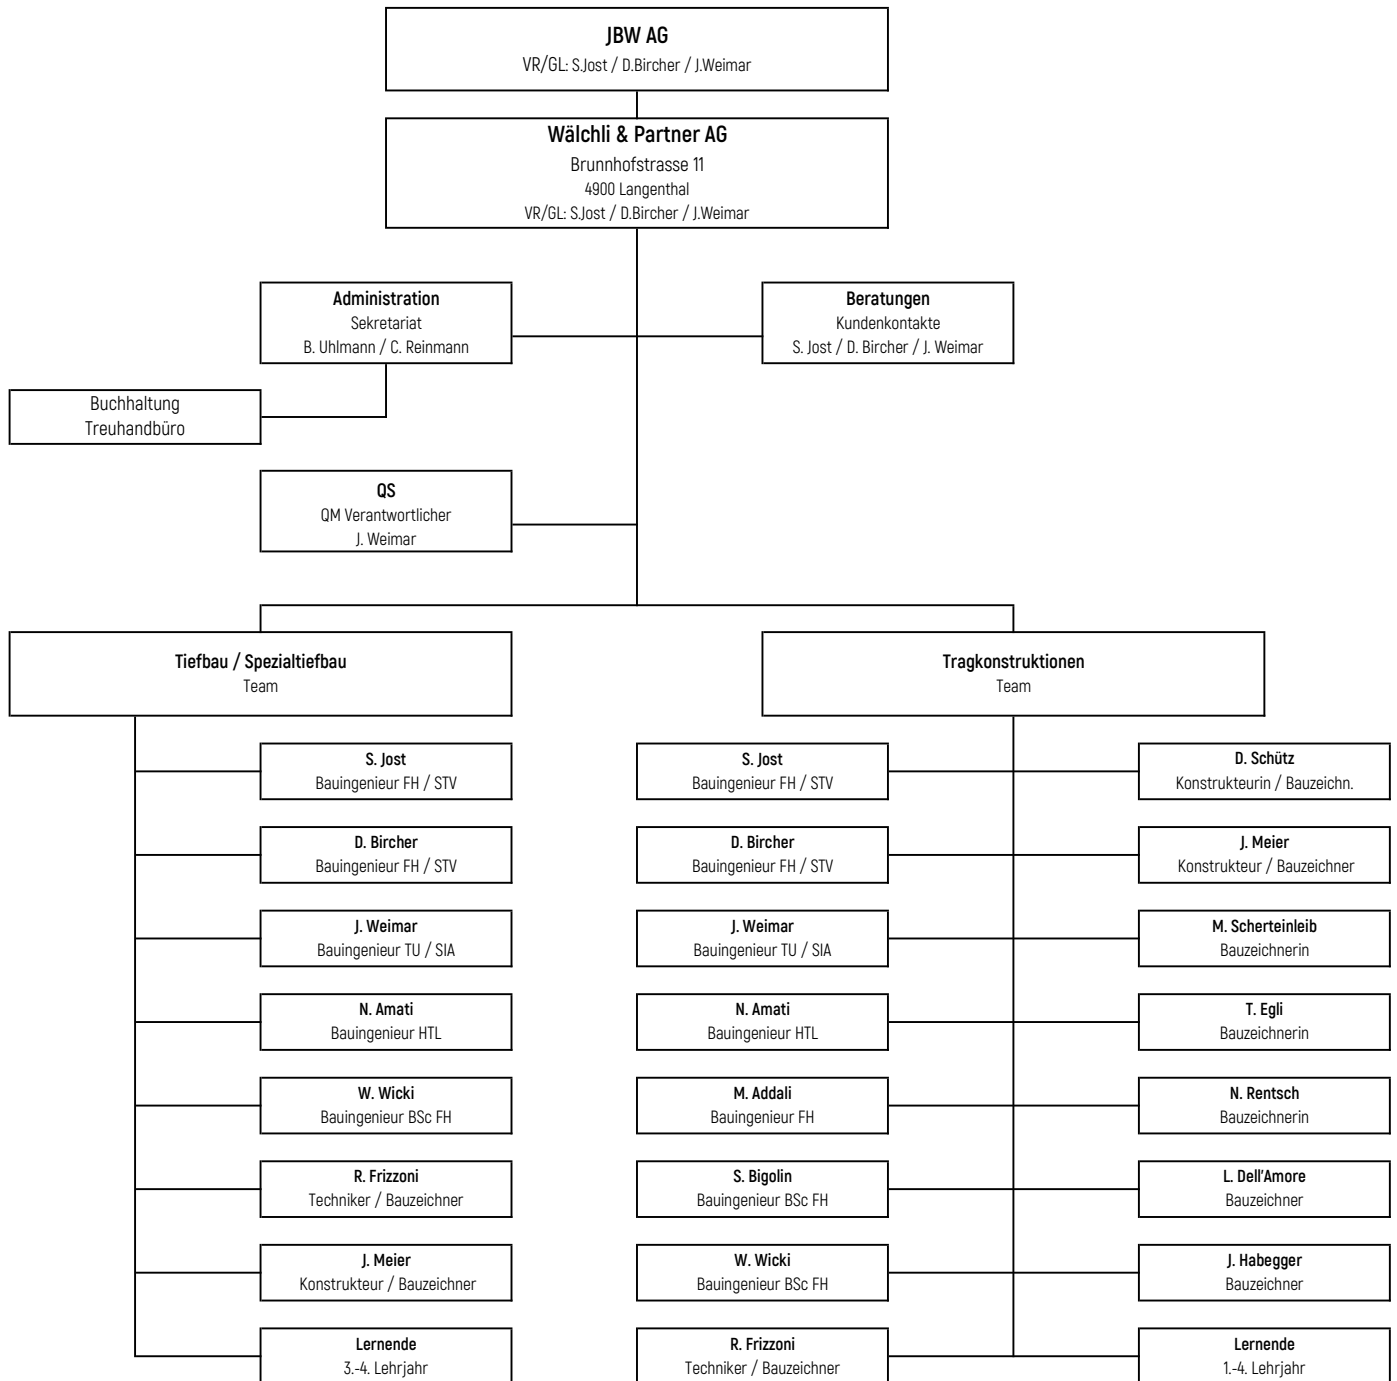 JBW AG
VR/GL: S.Jost / D.Bircher / J.Weimar
Wälchli & Partner AG
Brunnhofstrasse 11
4900 Langenthal
VR/GL: S.Jost / D.Bircher / J.Weimar
Administration
Sekretariat
B. Uhlmann / C. Reinmann
Beratungen
Kundenkontakte
S. Jost / D. Bircher / J. Weimar
Buchhaltung
Treuhandbüro
QS
QM Verantwortlicher
J. Weimar
Tiefbau / Spezialtiefbau
Team
Tragkonstruktionen
Team
S. Jost
Bauingenieur FH / STV
S. Jost
Bauingenieur FH / STV
D. Schütz
Konstrukteurin / Bauzeichn.
D. Bircher
Bauingenieur FH / STV
D. Bircher
Bauingenieur FH / STV
J. Meier
Konstrukteur / Bauzeichner
J. Weimar
Bauingenieur TU / SIA
J. Weimar
Bauingenieur TU / SIA
M. Scherteinleib
Bauzeichnerin
N. Amati
Bauingenieur HTL
N. Amati
Bauingenieur HTL
T. Egli
Bauzeichnerin
W. Wicki
Bauingenieur BSc FH
M. Addali
Bauingenieur FH
N. Rentsch
Bauzeichnerin
R. Frizzoni
Techniker / Bauzeichner
S. Bigolin
Bauingenieur BSc FH
L. Dell'Amore
Bauzeichner
J. Meier
Konstrukteur / Bauzeichner
W. Wicki
Bauingenieur BSc FH
J. Habegger
Bauzeichner
Lernende
3.-4. Lehrjahr
R. Frizzoni
Techniker / Bauzeichner
Lernende
1.-4. Lehrjahr